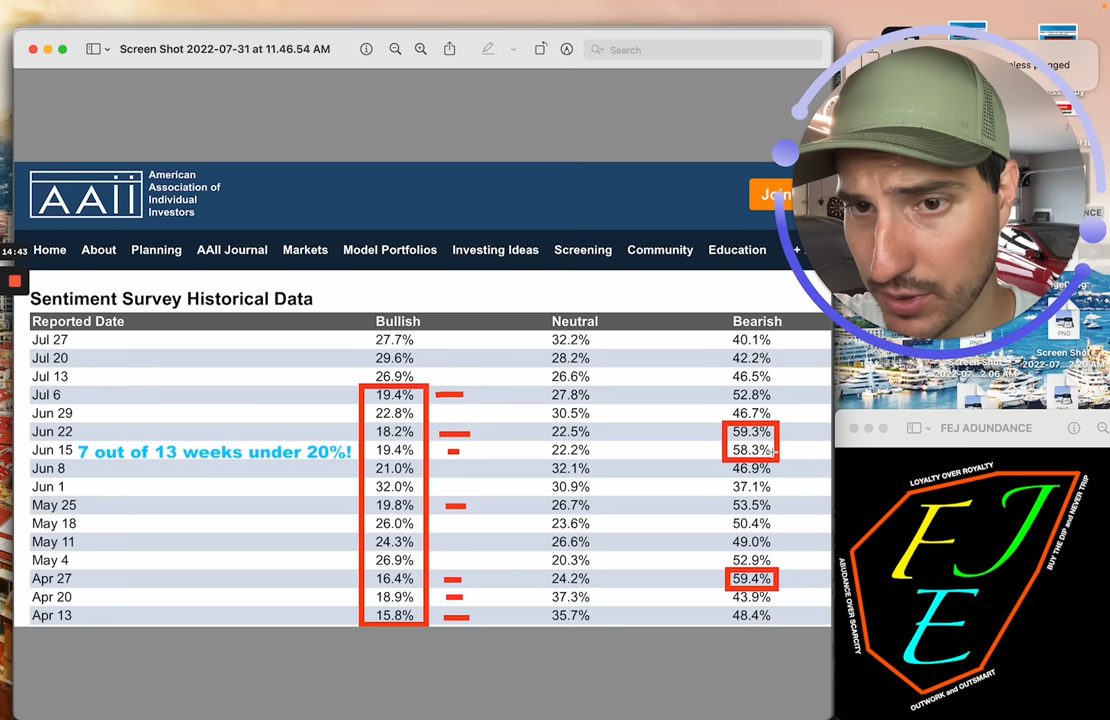 Screen Shot 2022-07-31 at 11.46.54 AM
Search
AAII
American
Association of
Individual
Investors
Join
14:43
Home About Planning AAII Journal Markets Model Portfolios Investing Ideas Screening Community Education +
Sentiment Survey Historical Data
Reported Date Bullish Neutral Bearish
Jul 27 27.7% 32.2% 40.1%
Jul 20 29.6% 28.2% 42.2%
Jul 13 26.9% 26.6% 46.5%
Jul 6 19.4% 27.8% 52.8%
Jun 29 22.8% 30.5% 46.7%
Jun 22 18.2% 22.5% 59.3%
Jun 15 7 out of 13 weeks under 20%! 19.4% 22.2% 58.3%
Jun 8 21.0% 32.1% 46.9%
Jun 1 32.0% 30.9% 37.1%
May 25 19.8% 26.7% 53.5%
May 18 26.0% 23.6% 50.4%
May 11 24.3% 26.6% 49.0%
May 4 26.9% 20.3% 52.9%
Apr 27 16.4% 24.2% 59.4%
Apr 20 18.9% 37.3% 43.9%
Apr 13 15.8% 35.7% 48.4%
PNG
Screen Shot
FEJ ADUNDANCE
LOYALTY OVER ROYALTY
BUY THE DIP and NEVER TRIP
ABUDANCE OVER SCARCITY
OUTWORK and OUTSMART
FJ
E